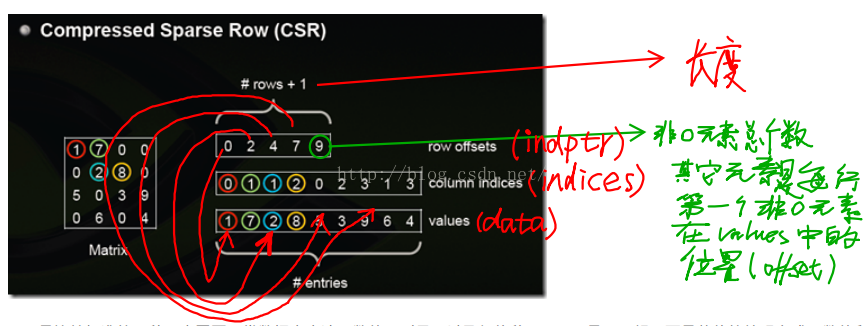 Compressed Sparse Row (CSR)
# rows + 1
长度
1 7 0 0
0 2 8 0
5 0 3 9
0 6 0 4
Matrix
0 2 4 7 9
row offsets (indptr)
0 1 1 2 0 2 3 1 3
column indices (indices)
1 7 2 8 5 3 9 6 4
values (data)
# entries
http://blog.csdn.net/
非0元素总个数
其它元素是每行
第一个非0元素
在values中的
位置(offset)